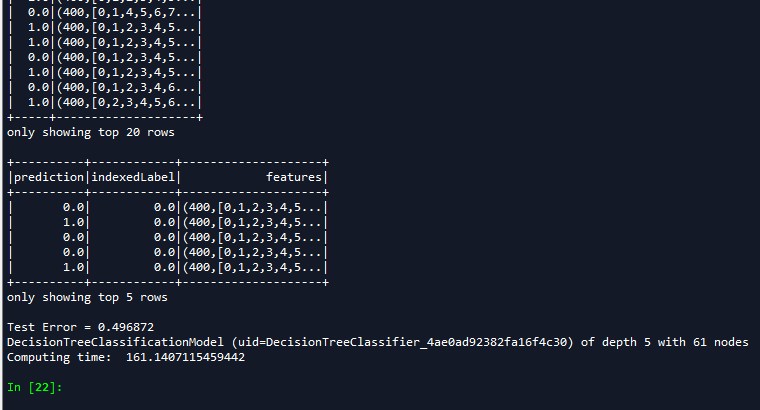 |  0.0|(400,[0,1,4,5,6,7...|
|  1.0|(400,[0,1,2,3,4,5...|
|  1.0|(400,[0,1,2,3,4,5...|
|  0.0|(400,[0,1,2,3,4,5...|
|  1.0|(400,[0,1,2,3,4,5...|
|  0.0|(400,[0,1,2,3,4,6...|
|  1.0|(400,[0,2,3,4,5,6...|
+-----+--------------------+
only showing top 20 rows
+----------+------------+--------------------+
|prediction|indexedLabel|            features|
+----------+------------+--------------------+
|       0.0|         0.0|(400,[0,1,2,3,4,5...|
|       1.0|         0.0|(400,[0,1,2,3,4,5...|
|       0.0|         0.0|(400,[0,1,2,3,4,5...|
|       0.0|         0.0|(400,[0,1,2,3,4,5...|
|       1.0|         0.0|(400,[0,1,2,3,4,5...|
+----------+------------+--------------------+
only showing top 5 rows
Test Error = 0.496872
DecisionTreeClassificationModel (uid=DecisionTreeClassifier_4ae0ad92382fa16f4c30) of depth 5 with 61 nodes
Computing time:  161.1407115459442
In [22]: